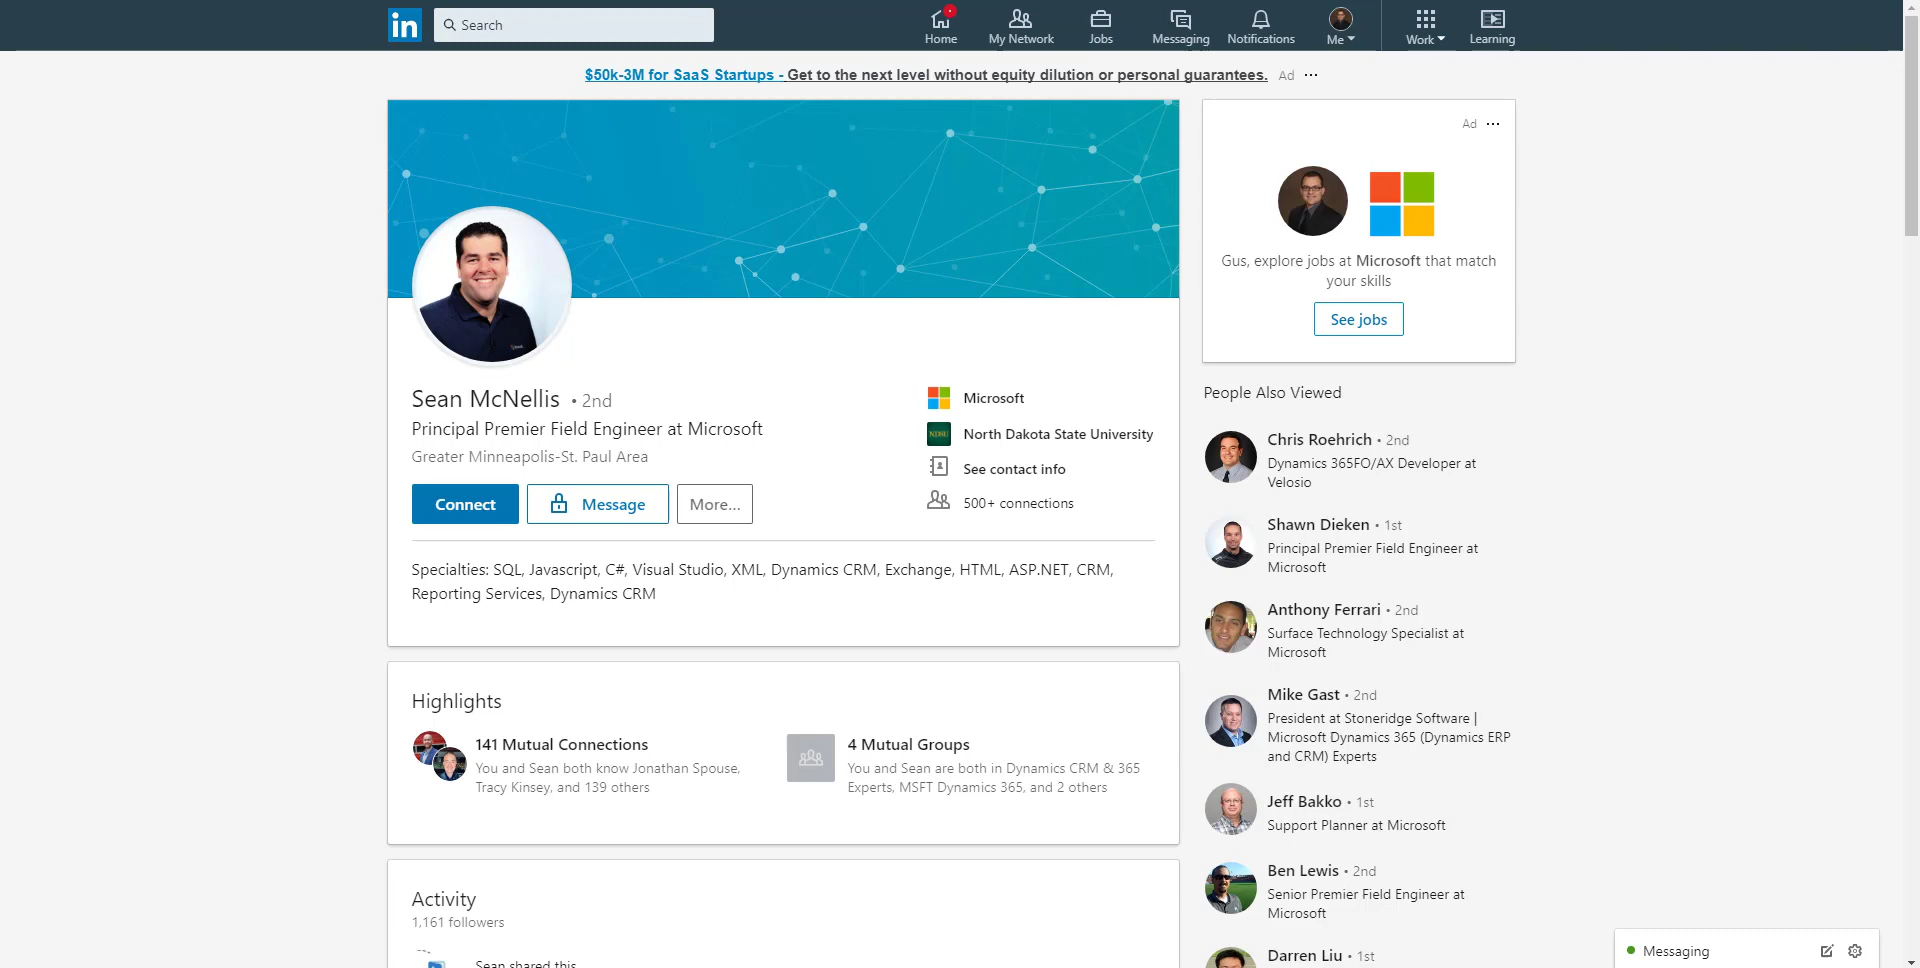 in
Search
Home
My Network
Jobs
Messaging
Notifications
Me
Work
Learning
$50k-3M for SaaS Startups - Get to the next level without equity dilution or personal guarantees. Ad ···
Ad ···
Gus, explore jobs at Microsoft that match
your skills
See jobs
Sean McNellis • 2nd
Principal Premier Field Engineer at Microsoft
Greater Minneapolis-St. Paul Area
Connect
Message
More...
Microsoft
NDSU
North Dakota State University
See contact info
500+ connections
Specialties: SQL, Javascript, C#, Visual Studio, XML, Dynamics CRM, Exchange, HTML, ASP.NET, CRM,
Reporting Services, Dynamics CRM
Highlights
141 Mutual Connections
You and Sean both know Jonathan Spouse,
Tracy Kinsey, and 139 others
4 Mutual Groups
You and Sean are both in Dynamics CRM & 365
Experts, MSFT Dynamics 365, and 2 others
Activity
1,161 followers
Sean shared this
People Also Viewed
Chris Roehrich • 2nd
Dynamics 365FO/AX Developer at
Velosio
Shawn Dieken • 1st
Principal Premier Field Engineer at
Microsoft
Anthony Ferrari • 2nd
Surface Technology Specialist at
Microsoft
Mike Gast • 2nd
President at Stoneridge Software |
Microsoft Dynamics 365 (Dynamics ERP
and CRM) Experts
Jeff Bakko • 1st
Support Planner at Microsoft
Ben Lewis • 2nd
Senior Premier Field Engineer at
Microsoft
Darren Liu • 1st
Messaging